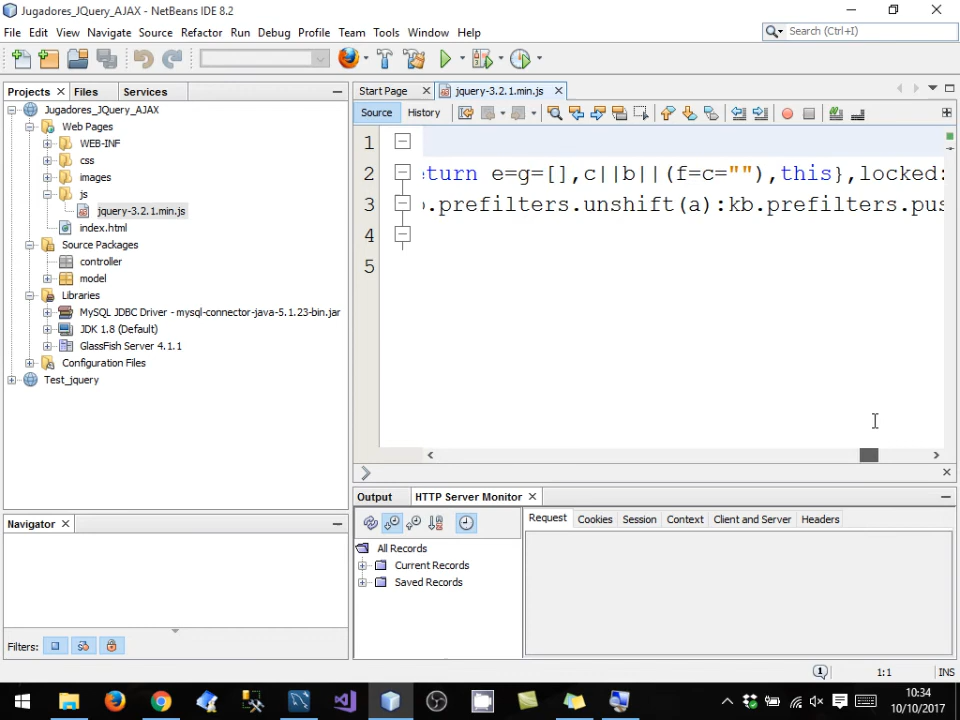 Jugadores_JQuery_AJAX - NetBeans IDE 8.2
File Edit View Navigate Source Refactor Run Debug Profile Team Tools Window Help
Search (Ctrl+I)
Projects Files Services
Start Page jquery-3.2.1.min.js
Source History
Jugadores_JQuery_AJAX
Web Pages
WEB-INF
css
images
js
jquery-3.2.1.min.js
index.html
Source Packages
controller
model
Libraries
MySQL JDBC Driver - mysql-connector-java-5.1.23-bin.jar
JDK 1.8 (Default)
GlassFish Server 4.1.1
Configuration Files
Test_jquery
1
2 turn e=g=[],c||b||(f=c=""),this},locked:
3 .prefilters.unshift(a):kb.prefilters.pus
4
5
Output HTTP Server Monitor
Request Cookies Session Context Client and Server Headers
All Records
Current Records
Saved Records
Navigator
Filters:
1:1 INS
10:34
10/10/2017